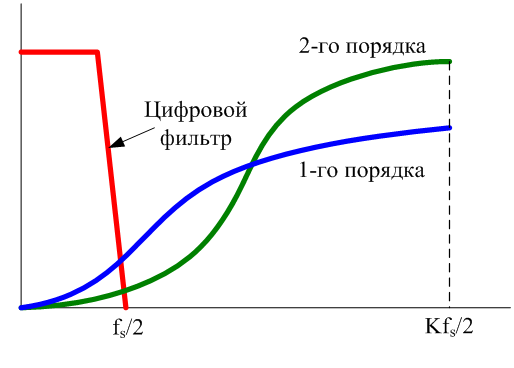 2-го порядка
Цифровой
фильтр
1-го порядка
fs/2
Kfs/2